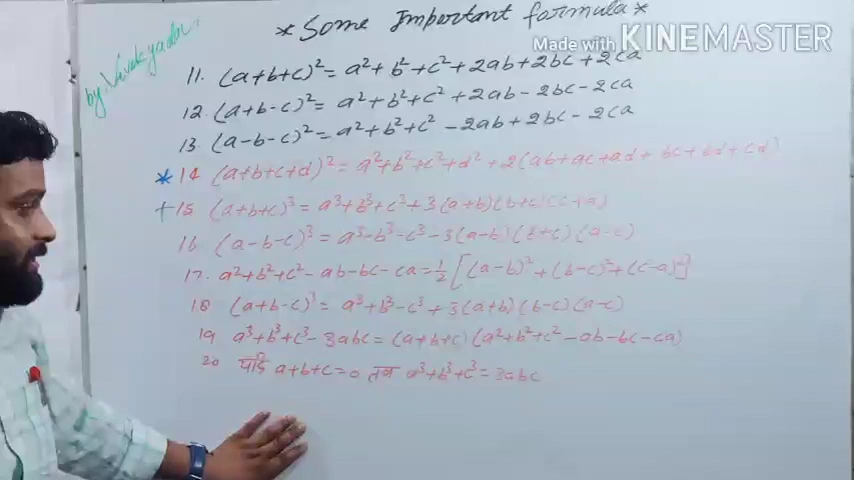 *Some Important formula*
Made with KINEMASTER
by. Vivek yadav.
11. (a+b+c)² = a²+b²+c²+2ab+2bc+2ca
12. (a+b-c)² = a²+b²+c²+2ab-2bc-2ca
13. (a-b-c)² = a²+b²+c²-2ab+2bc-2ca
* 14 (a+b+c+d)² = a²+b²+c²+d²+2(ab+ac+ad+bc+bd+cd)
+ 15 (a+b+c)³ = a³+b³+c³+3(a+b)(b+c)(c+a)
16. (a-b-c)³ = a³-b³-c³-3(a-b)(b+c)(a-c)
17. a²+b²+c²-ab-bc-ca=½[(a-b)²+(b-c)²+(c-a)²]
18 (a+b-c)³ = a³+b³-c³+3(a+b)(b-c)(a-c)
19 a³+b³+c³-3abc=(a+b+c)(a²+b²+c²-ab-bc-ca)
20 यदि a+b+c=0 तब a³+b³+c³=3abc